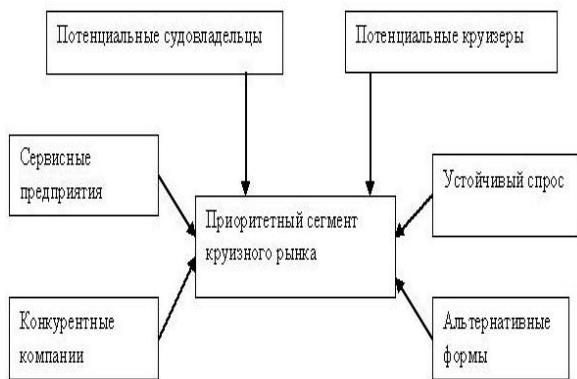 Потенциальные судовладельцы
Потенциальные круизеры
Сервисные
предприятия
Устойчивый спрос
Приоритетный сегмент
круизного рынка
Конкурентные
компании
Альтернативные
формы